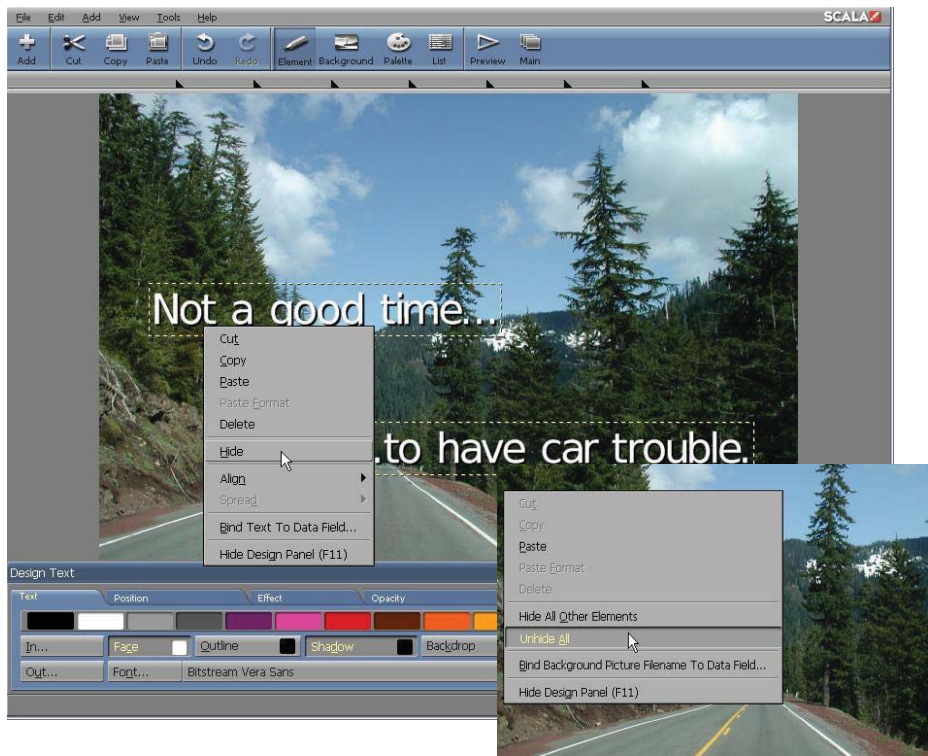 File Edit Add View Tools Help SCALA
Add Cut Copy Paste Undo Redo Element Background Palette List Preview Main
Not a good time...
Cut
Copy
Paste
Paste Format
Delete
Hide
Align
Spread
Bind Text To Data Field...
Hide Design Panel (F11)
.to have car trouble.
Design Text
Text Position Effect Opacity
In... Face Outline Shadow Backdrop
Out... Font... Bitstream Vera Sans
Cut
Copy
Paste
Paste Format
Delete
Hide All Other Elements
Unhide All
Bind Background Picture Filename To Data Field...
Hide Design Panel (F11)